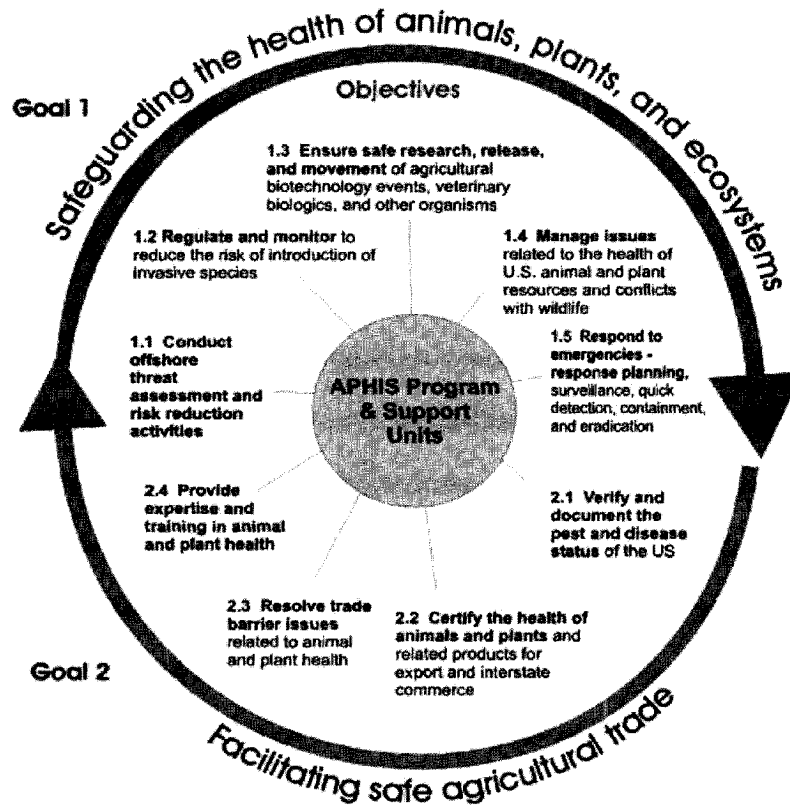 Safeguarding the health of animals, plants, and ecosystems
Goal 1
Objectives
1.3 Ensure safe research, release,
and movement of agricultural
biotechnology events, veterinary
biologics, and other organisms
1.2 Regulate and monitor to
reduce the risk of introduction of
invasive species
1.4 Manage issues
related to the health of
U.S. animal and plant
resources and conflicts
with wildlife
1.1 Conduct
offshore
threat
assessment and
risk reduction
activities
APHIS Program
& Support
Units
1.5 Respond to
emergencies -
response planning,
surveillance, quick
detection, containment,
and eradication
2.4 Provide
expertise and
training in animal
and plant health
2.1 Verify and
document the
pest and disease
status of the US
2.3 Resolve trade
barrier issues
related to animal
and plant health
2.2 Certify the health of
animals and plants and
related products for
export and interstate
commerce
Goal 2
Facilitating safe agricultural trade